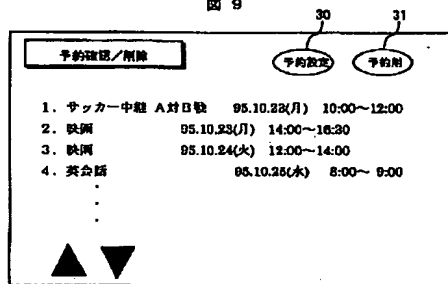 図 9
30 31
予約確認／削除 予約設定 予約削
1. サッカー中継 A対B戦 95.10.23(月) 10:00〜12:00
2. 映画 95.10.23(月) 14:00〜16:30
3. 映画 95.10.24(火) 12:00〜14:00
4. 英会話 95.10.25(水) 8:00〜 9:00